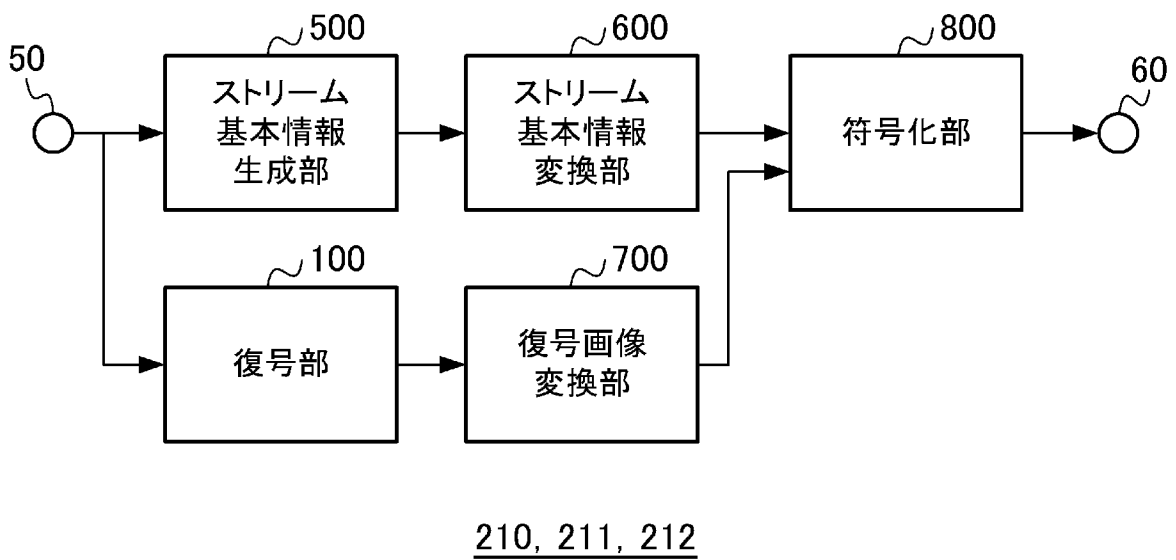 50
500
ストリーム
基本情報
生成部
600
ストリーム
基本情報
変換部
800
符号化部
60
100
復号部
700
復号画像
変換部
210, 211, 212